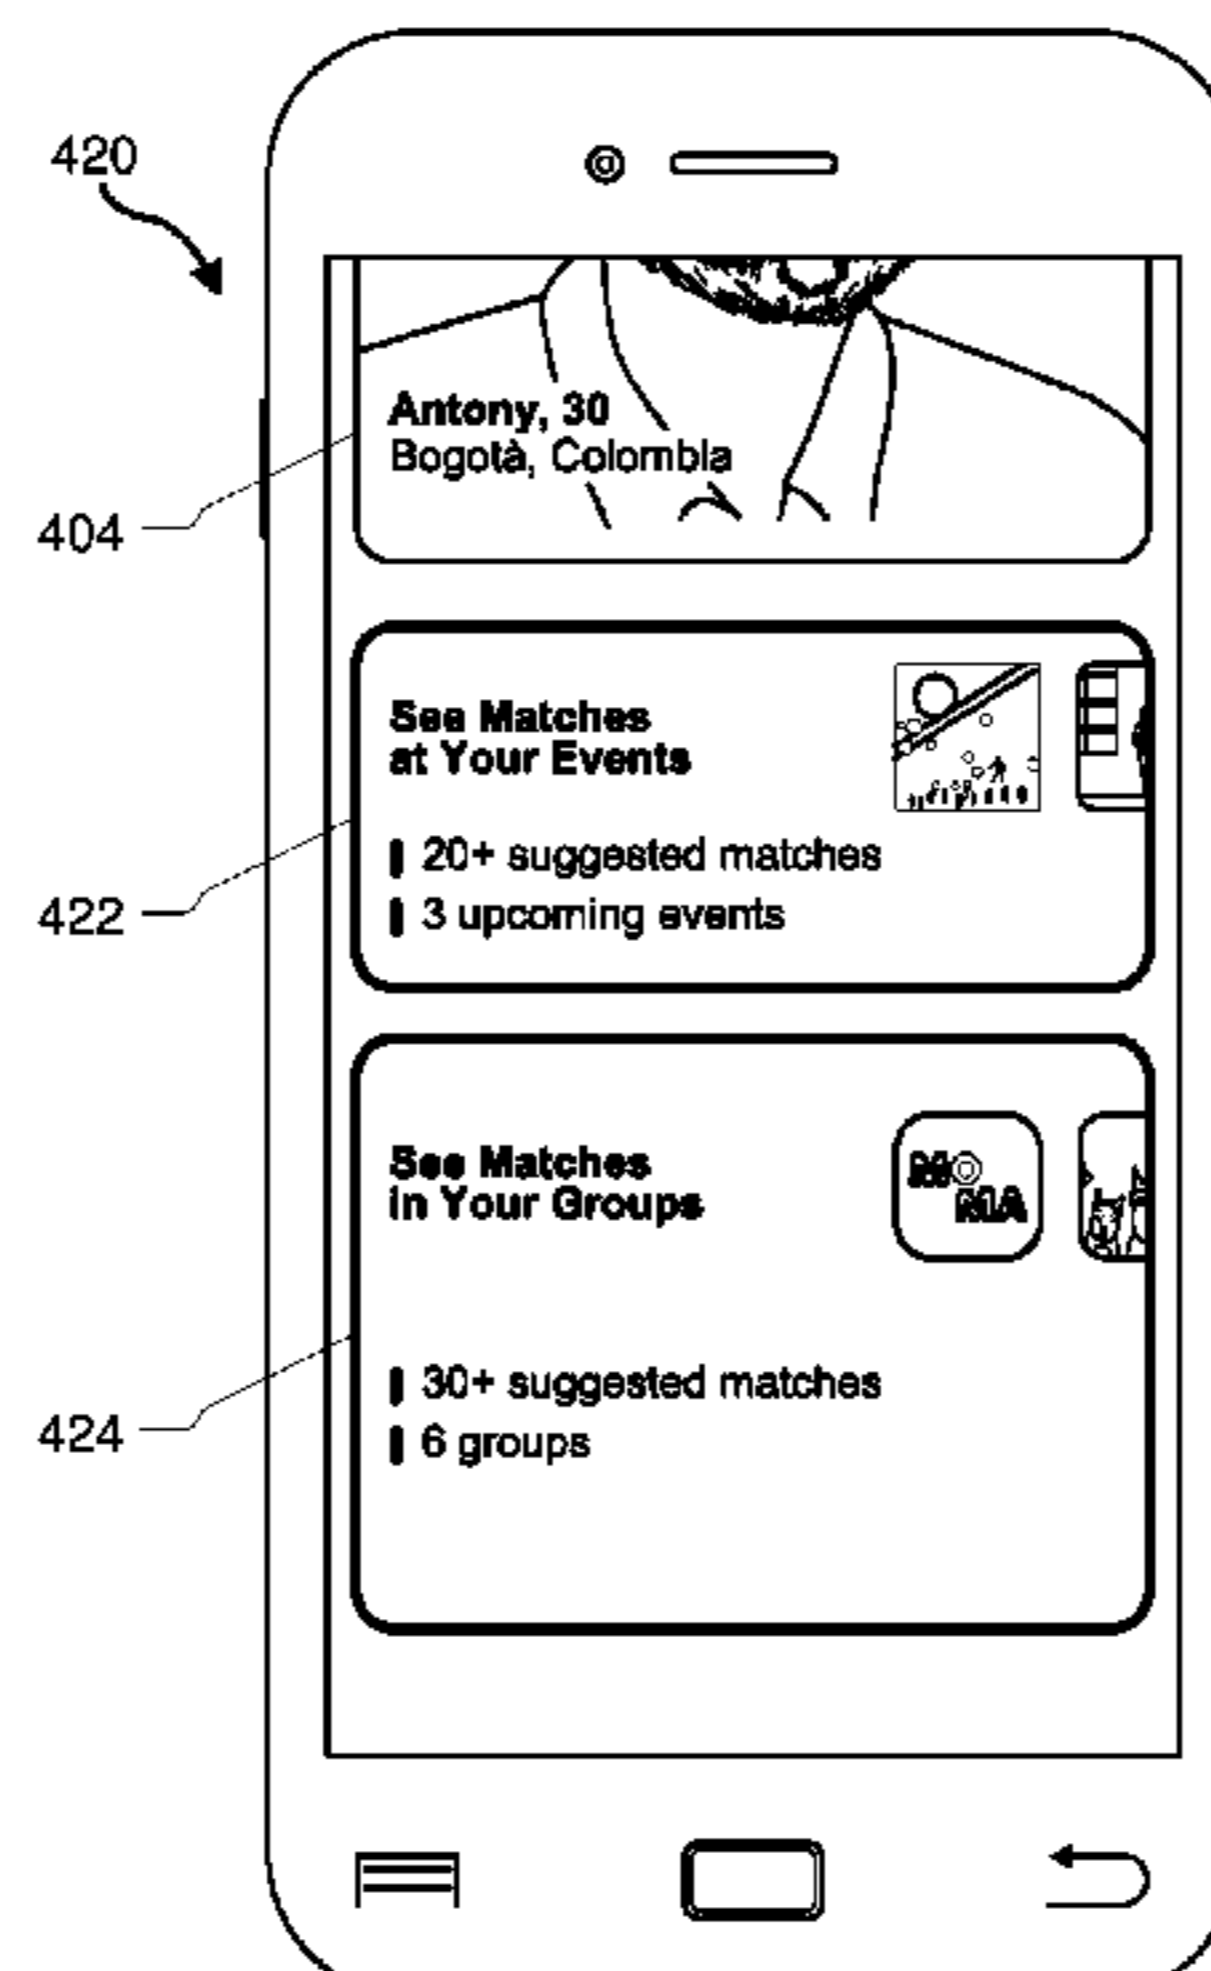 420
Antony, 30
Bogotà, Colombia
404
See Matches
at Your Events
20+ suggested matches
422
3 upcoming events
See Matches
in Your Groups
30+ suggested matches
424
6 groups